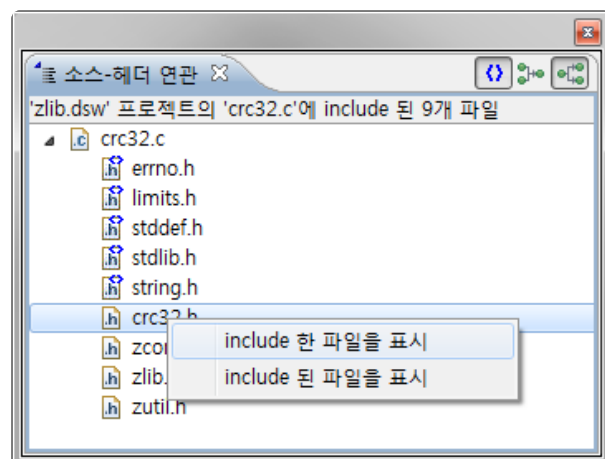 소스-헤더 연관
'zlib.dsw' 프로젝트의 'crc32.c'에 include 된 9개 파일
.c crc32.c
.h errno.h
.h limits.h
.h stddef.h
.h stdlib.h
.h string.h
.h crc32.h
include 한 파일을 표시
.h
.h zlib.
include 된 파일을 표시
.h zutil.h